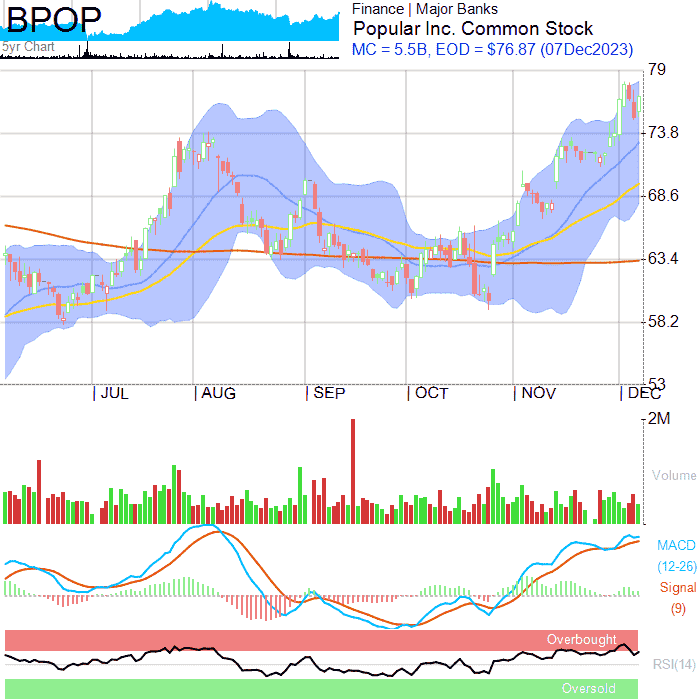 BPOP
5yr Chart
Finance | Major Banks
Popular Inc. Common Stock
MC = 5.5B, EOD = $76.87 (07Dec2023)
79
73.8
68.6
63.4
58.2
53
JUL AUG SEP OCT NOV DEC
2M
Volume
MACD
(12-26)
Signal
(9)
Overbought
RSI(14)
Oversold